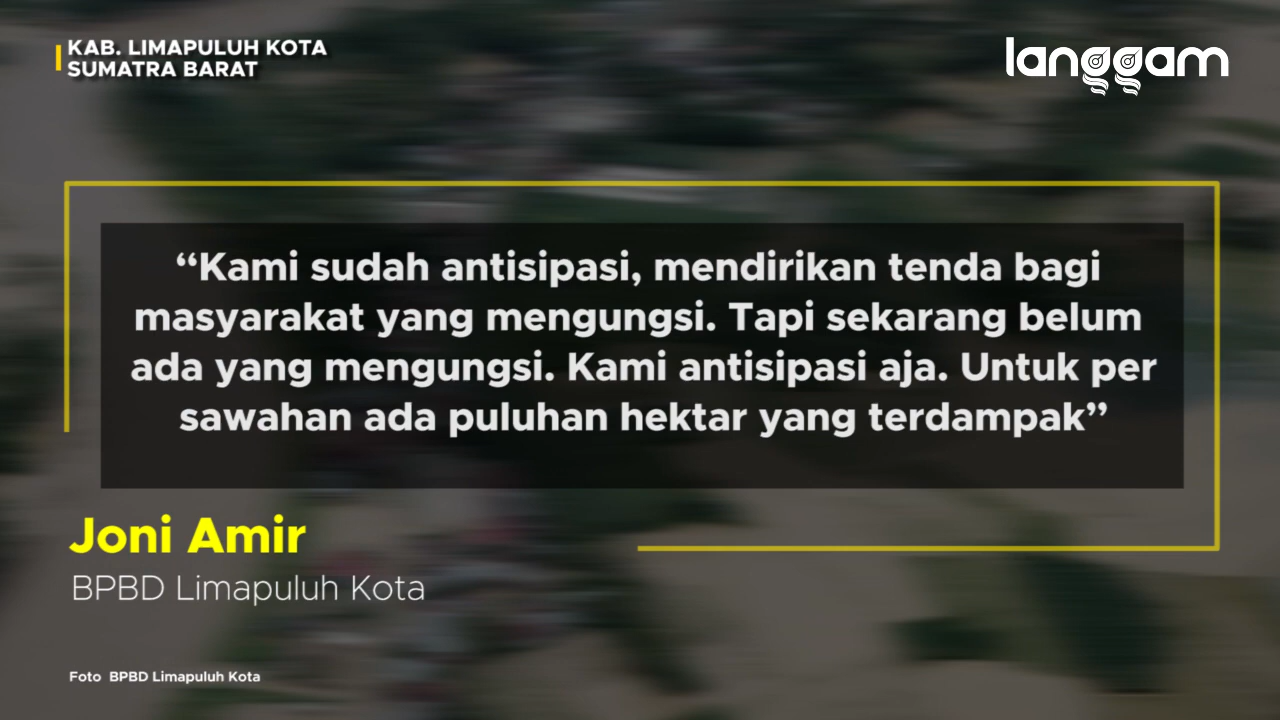 KAB. LIMAPULUH KOTA
SUMATRA BARAT
langgam
“Kami sudah antisipasi, mendirikan tenda bagi
masyarakat yang mengungsi. Tapi sekarang belum
ada yang mengungsi. Kami antisipasi aja. Untuk per
sawahan ada puluhan hektar yang terdampak”
Joni Amir
BPBD Limapuluh Kota
Foto BPBD Limapuluh Kota